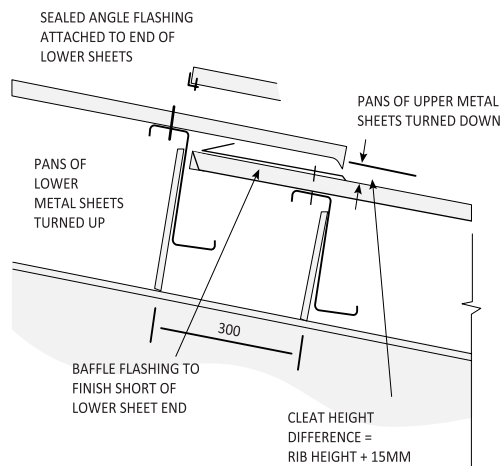 SEALED ANGLE FLASHING
ATTACHED TO END OF
LOWER SHEETS
PANS OF UPPER METAL
SHEETS TURNED DOWN
PANS OF
LOWER
METAL SHEETS
TURNED UP
300
BAFFLE FLASHING TO
FINISH SHORT OF
LOWER SHEET END
CLEAT HEIGHT
DIFFERENCE =
RIB HEIGHT + 15MM